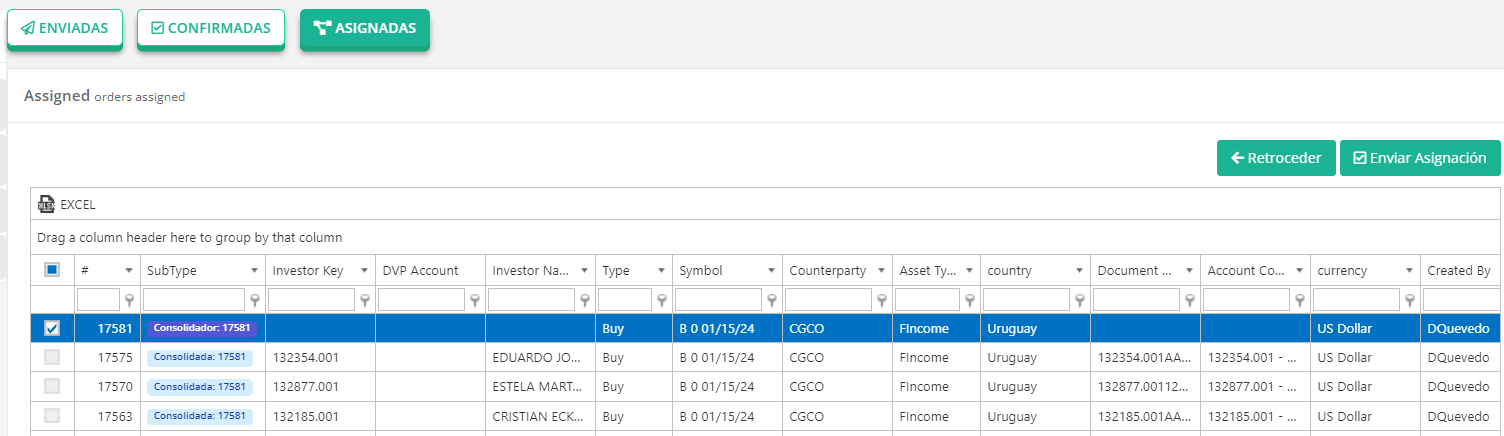 ENVIADAS CONFIRMADAS ASIGNADAS
Assigned orders assigned
Retroceder Enviar Asignación
XLSX EXCEL
Drag a column header here to group by that column
# SubType Investor Key DVP Account Investor Na... Type Symbol Counterparty Asset Ty... country Document ... Account Co... currency Created By
17581 Consolidador: 17581 Buy B 0 01/15/24 CGCO FIncome Uruguay US Dollar DQuevedo
17575 Consolidada: 17581 132354.001 EDUARDO JO... Buy B 0 01/15/24 CGCO FIncome Uruguay 132354.001AA... 132354.001 - ... US Dollar DQuevedo
17570 Consolidada: 17581 132877.001 ESTELA MART... Buy B 0 01/15/24 CGCO FIncome Uruguay 132877.00112... 132877.001 - ... US Dollar DQuevedo
17563 Consolidada: 17581 132185.001 CRISTIAN ECK... Buy B 0 01/15/24 CGCO FIncome Uruguay 132185.001AA... 132185.001 - ... US Dollar DQuevedo